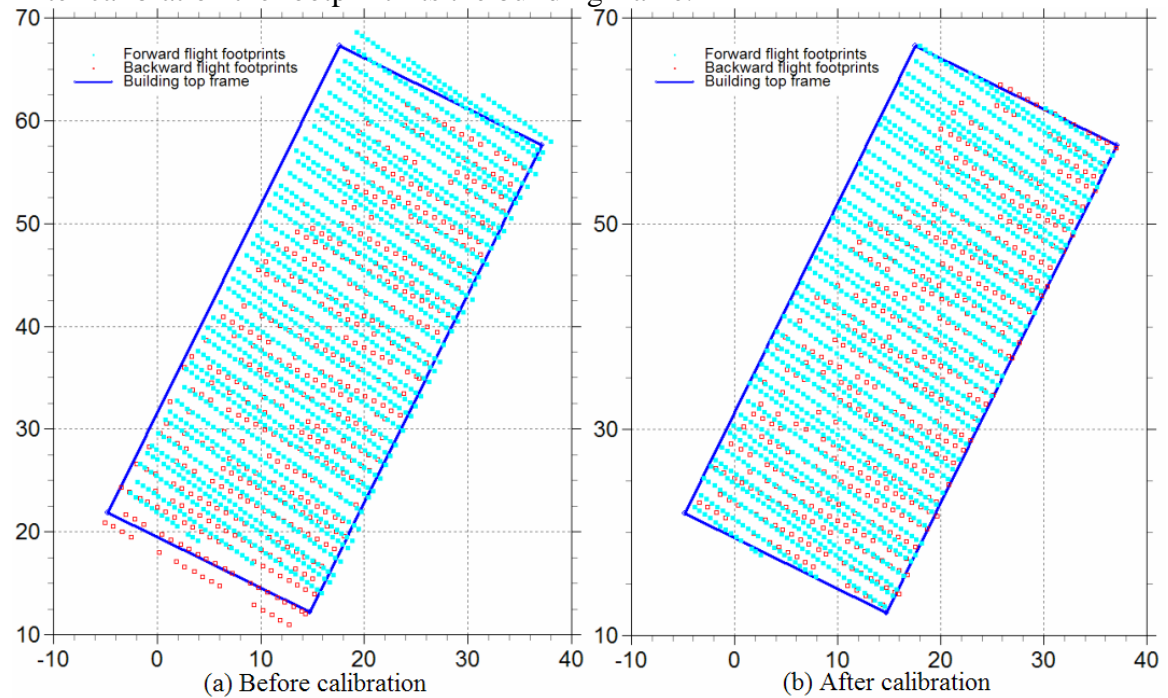 70
Forward flight footprints
Backward flight footprints
Building top frame
60
50
40
30
20
10
-10 0 10 20 30 40
(a) Before calibration
70
Forward flight footprints
Backward flight footprints
Building top frame
50
30
10
-10 0 10 20 30 40
(b) After calibration